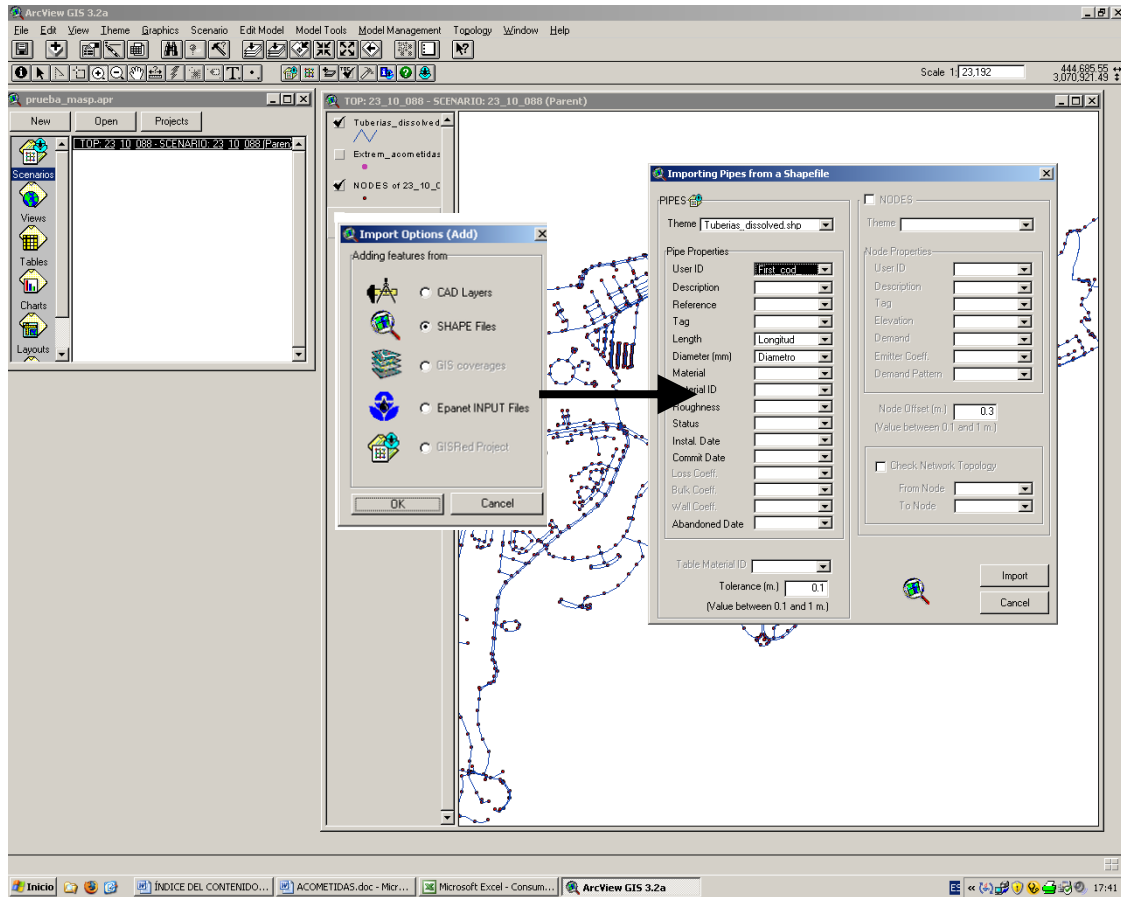 ArcView GIS 3.2a
File Edit View Theme Graphics Scenario Edit Model Model Tools Model Management Topology Window Help
Scale 1: 23,192
444,685.55
3,070,921.49
prueba_masp.apr
New Open Projects
TOP: 23_10_088 - SCENARIO: 23_10_088 (Paren
Scenarios
Views
Tables
Charts
Layouts
TOP: 23_10_088 - SCENARIO: 23_10_088 (Parent)
Tuberias_dissolved
Extrem_acometidas
NODES of 23_10_0
Import Options (Add)
Adding features from
CAD Layers
SHAPE Files
GIS coverages
Epanet INPUT Files
GISRed Project
OK Cancel
Importing Pipes from a Shapefile
PIPES
Theme Tuberias_dissolved.shp
Pipe Properties
User ID First_cod
Description
Reference
Tag
Length Longitud
Diameter (mm) Diametro
Material
Material ID
Roughness
Status
Instal. Date
Commit Date
Loss Coeff.
Bulk Coeff.
Wall Coeff.
Abandoned Date
Table Material ID
Tolerance (m.) 0.1
(Value between 0.1 and 1 m.)
NODES
Theme
Node Properties
User ID
Description
Tag
Elevation
Demand
Emitter Coeff.
Demand Pattern
Node Offset (m.) 0.3
(Value between 0.1 and 1 m.)
Check Network Topology
From Node
To Node
Import
Cancel
Inicio ÍNDICE DEL CONTENIDO... ACOMETIDAS.doc - Micr... Microsoft Excel - Consum... ArcView GIS 3.2a ES « 17:41